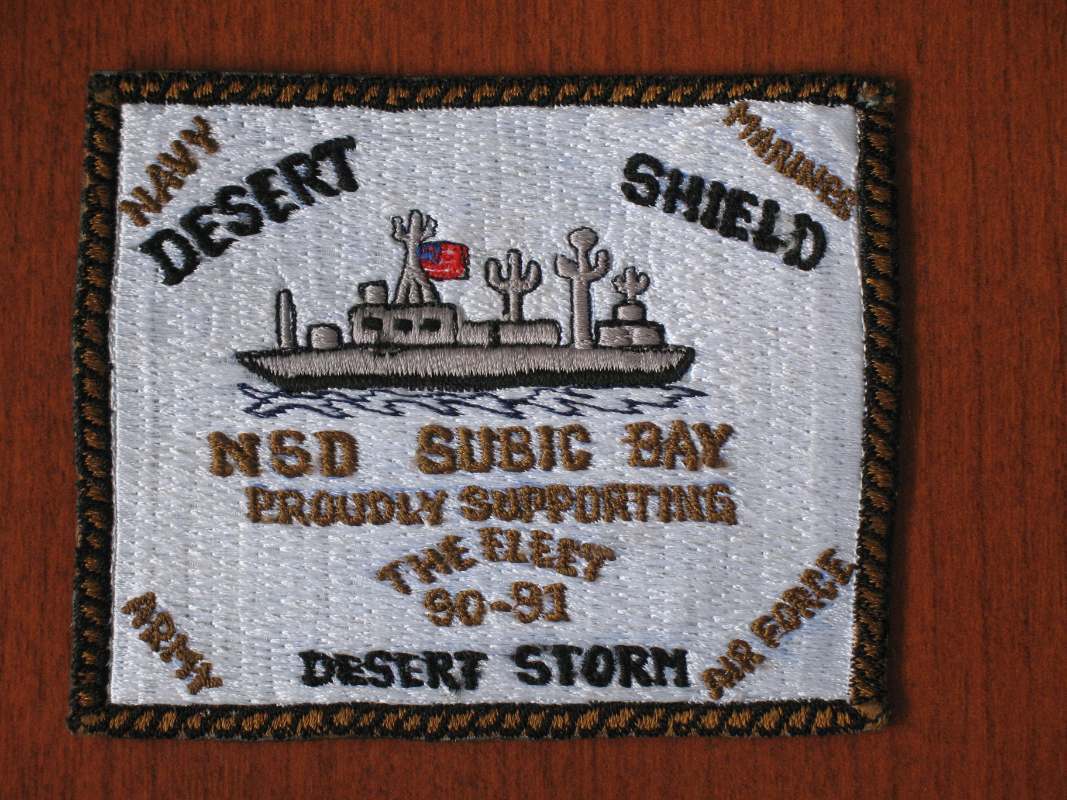 NAVY
MARINES
DESERT SHIELD
NSD SUBIC BAY
PROUDLY SUPPORTING
THE FLEET
90-91
ARMY
AIR FORCE
DESERT STORM